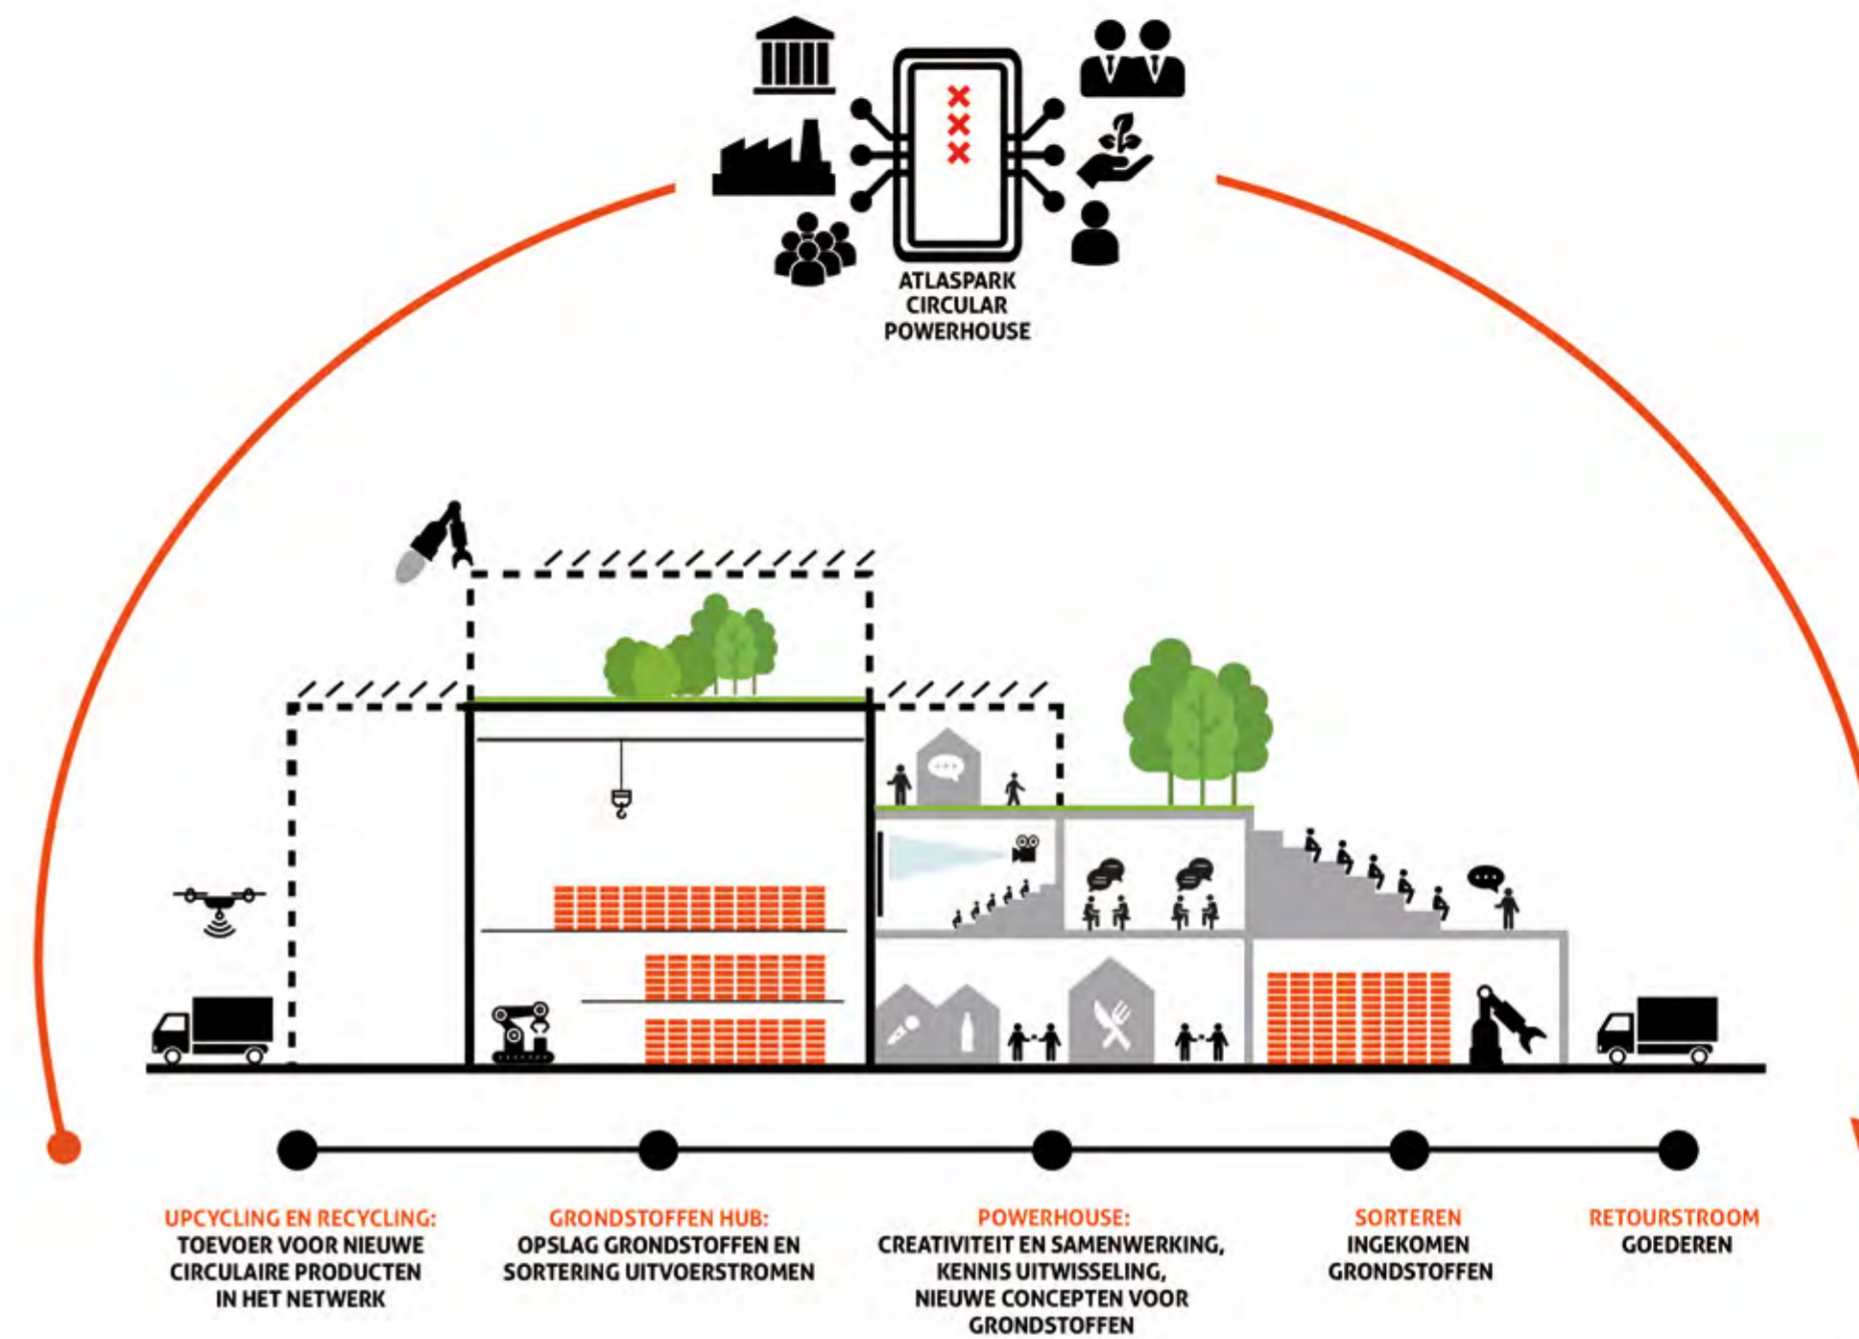 ATLASPARK
CIRCULAR
POWERHOUSE
UPCYCLING EN RECYCLING:
TOEVOER VOOR NIEUWE
CIRCULAIRE PRODUCTEN
IN HET NETWERK
GRONDSTOFFEN HUB:
OPSLAG GRONDSTOFFEN EN
SORTERING UITVOERSTROMEN
POWERHOUSE:
CREATIVITEIT EN SAMENWERKING,
KENNIS UITWISSELING,
NIEUWE CONCEPTEN VOOR
GRONDSTOFFEN
SORTEREN
INGEKOMEN
GRONDSTOFFEN
RETOURSTROOM
GOEDEREN